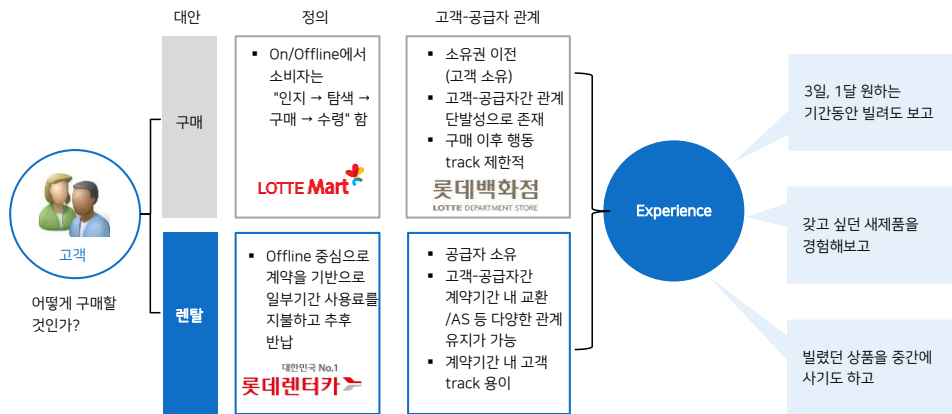 대안
정의
고객-공급자 관계
고객
어떻게 구매할
것인가?
구매
▪ On/Offline에서
소비자는
"인지 → 탐색 →
구매 → 수령" 함
LOTTE Mart
▪ 소유권 이전
(고객 소유)
▪ 고객-공급자간 관계
단발성으로 존재
▪ 구매 이후 행동
track 제한적
롯데백화점
LOTTE DEPARTMENT STORE
렌탈
▪ Offline 중심으로
계약을 기반으로
일부기간 사용료를
지불하고 추후
반납
대한민국 No.1
롯데렌터카
▪ 공급자 소유
▪ 고객-공급자간
계약기간 내 교환
/AS 등 다양한 관계
유지가 가능
▪ 계약기간 내 고객
track 용이
Experience
3일, 1달 원하는
기간동안 빌려도 보고
갖고 싶던 새제품을
경험해보고
빌렸던 상품을 중간에
사기도 하고